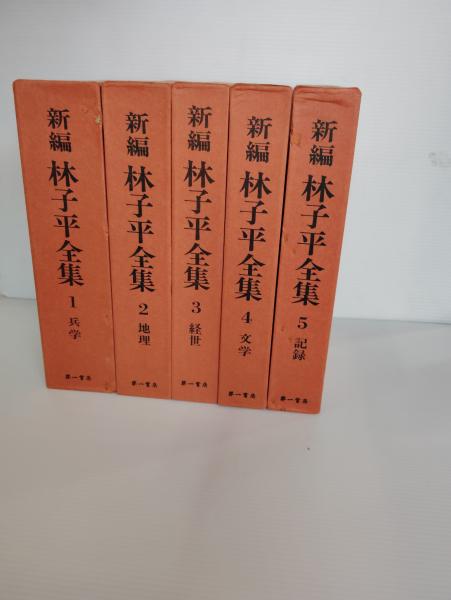 新編 林子平全集 1 兵学
第一書房
新編 林子平全集 2 地理
第一書房
新編 林子平全集 3 経世
第一書房
新編 林子平全集 4 文学
第一書房
新編 林子平全集 5 記録
第一書房